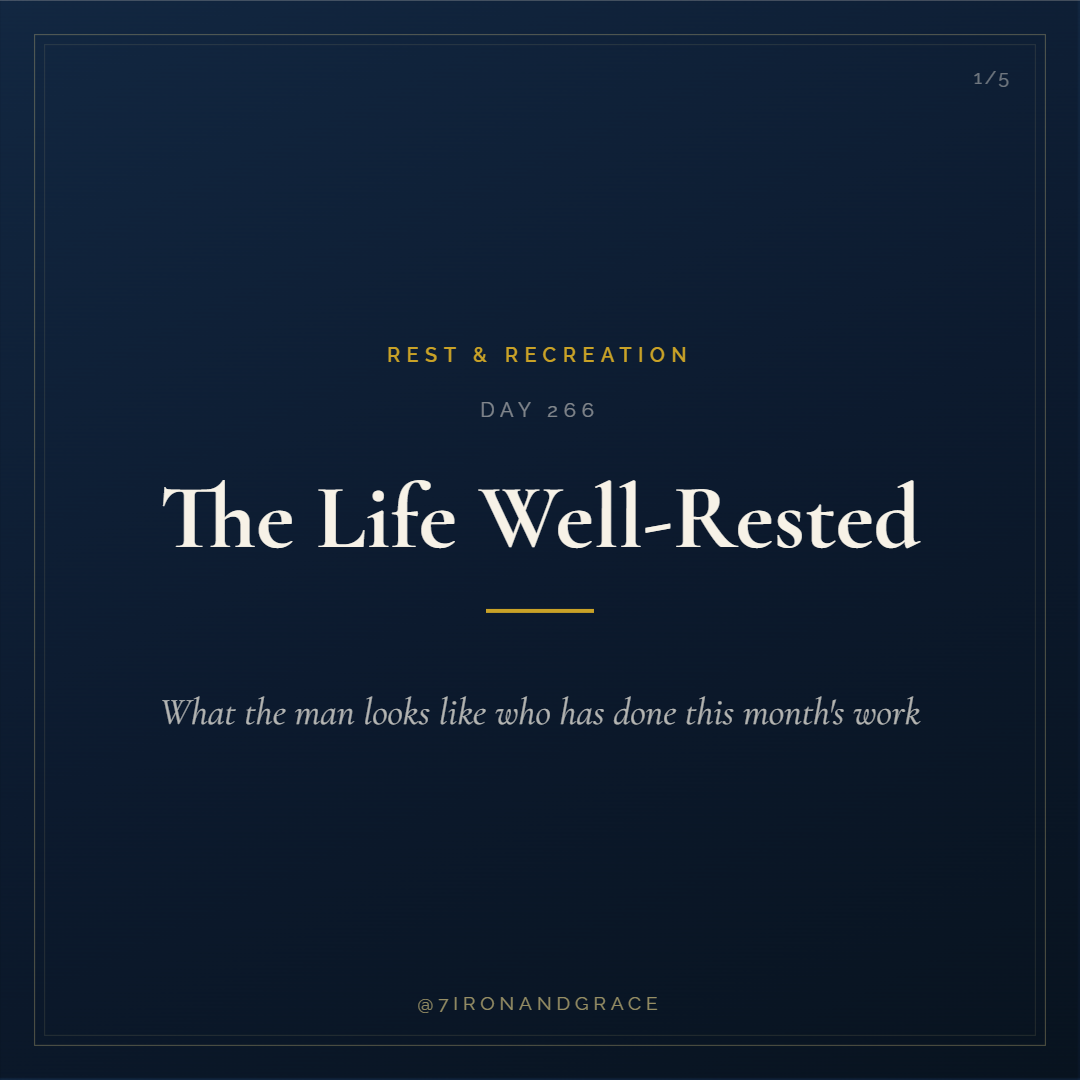 1/5
REST & RECREATION
DAY 266
The Life Well-Rested
What the man looks like who has done this month's work
@7IRONANDGRACE